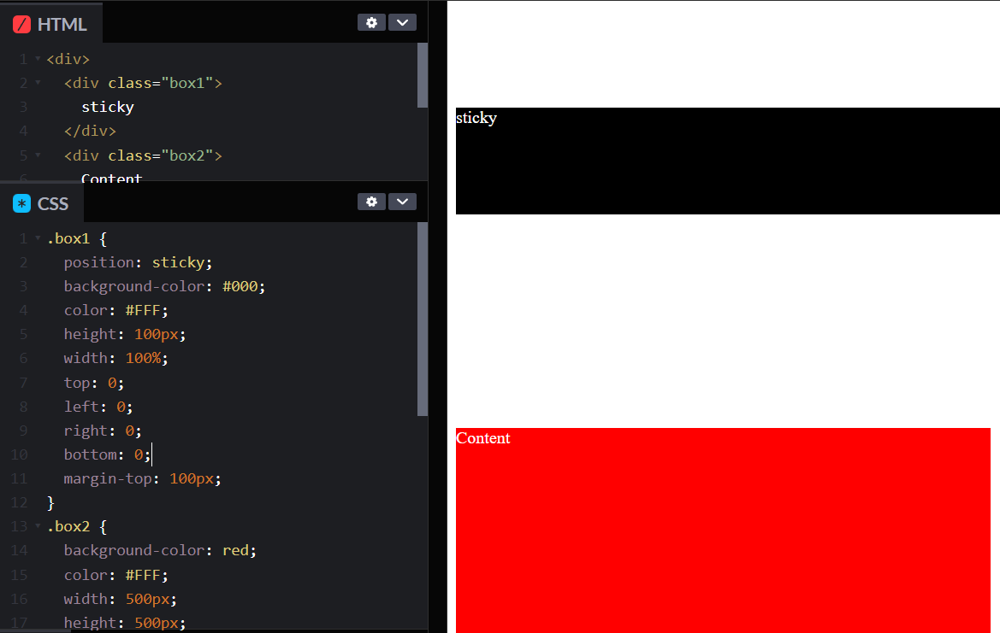 HTML
1 <div>
2 <div class="box1">
3 sticky
4 </div>
5 <div class="box2">
6 Content
CSS
1 .box1 {
2 position: sticky;
3 background-color: #000;
4 color: #FFF;
5 height: 100px;
6 width: 100%;
7 top: 0;
8 left: 0;
9 right: 0;
10 bottom: 0;
11 margin-top: 100px;
12 }
13 .box2 {
14 background-color: red;
15 color: #FFF;
16 width: 500px;
17 height: 500px;
sticky
Content